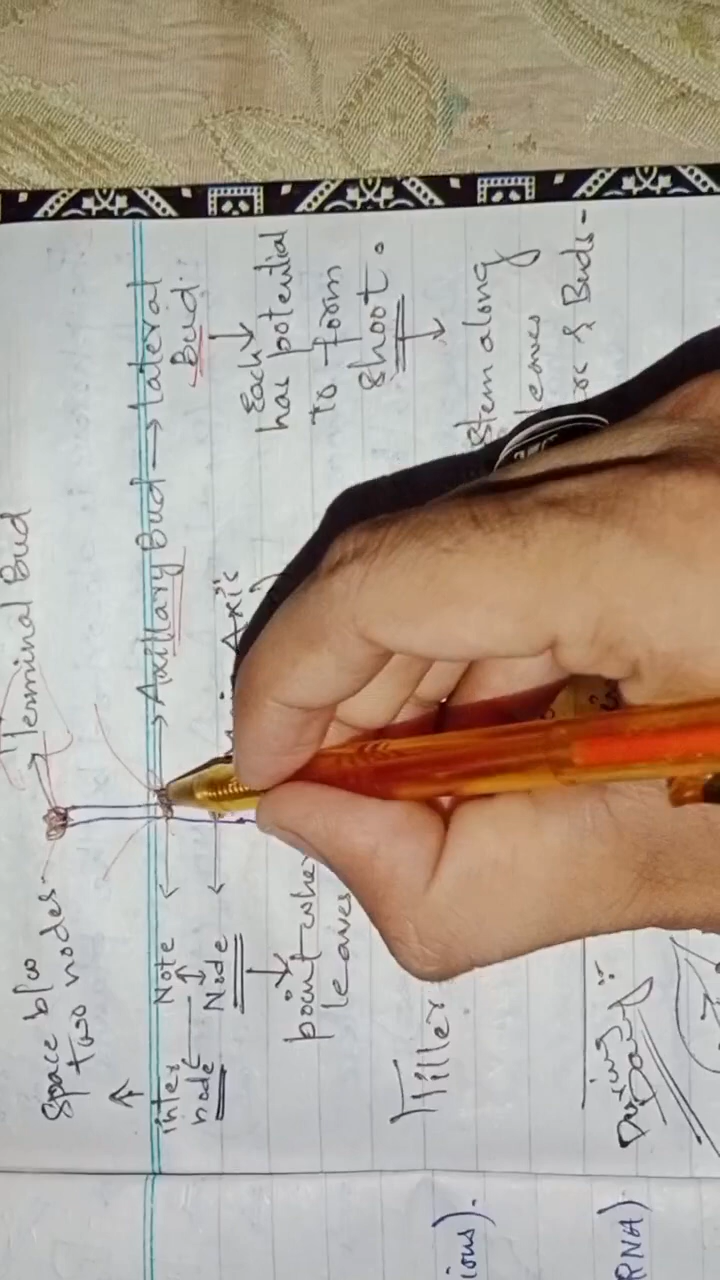 Terminal Bud
Space b/w
two nodes
Axillary Bud → Lateral
Bud.
Note
Node
inter
node
Each
has potential
to form
shoot.
Axis
point whe
leaves
Stem along
leaves
& Buds-
Tiller
During
ious).
RNA)